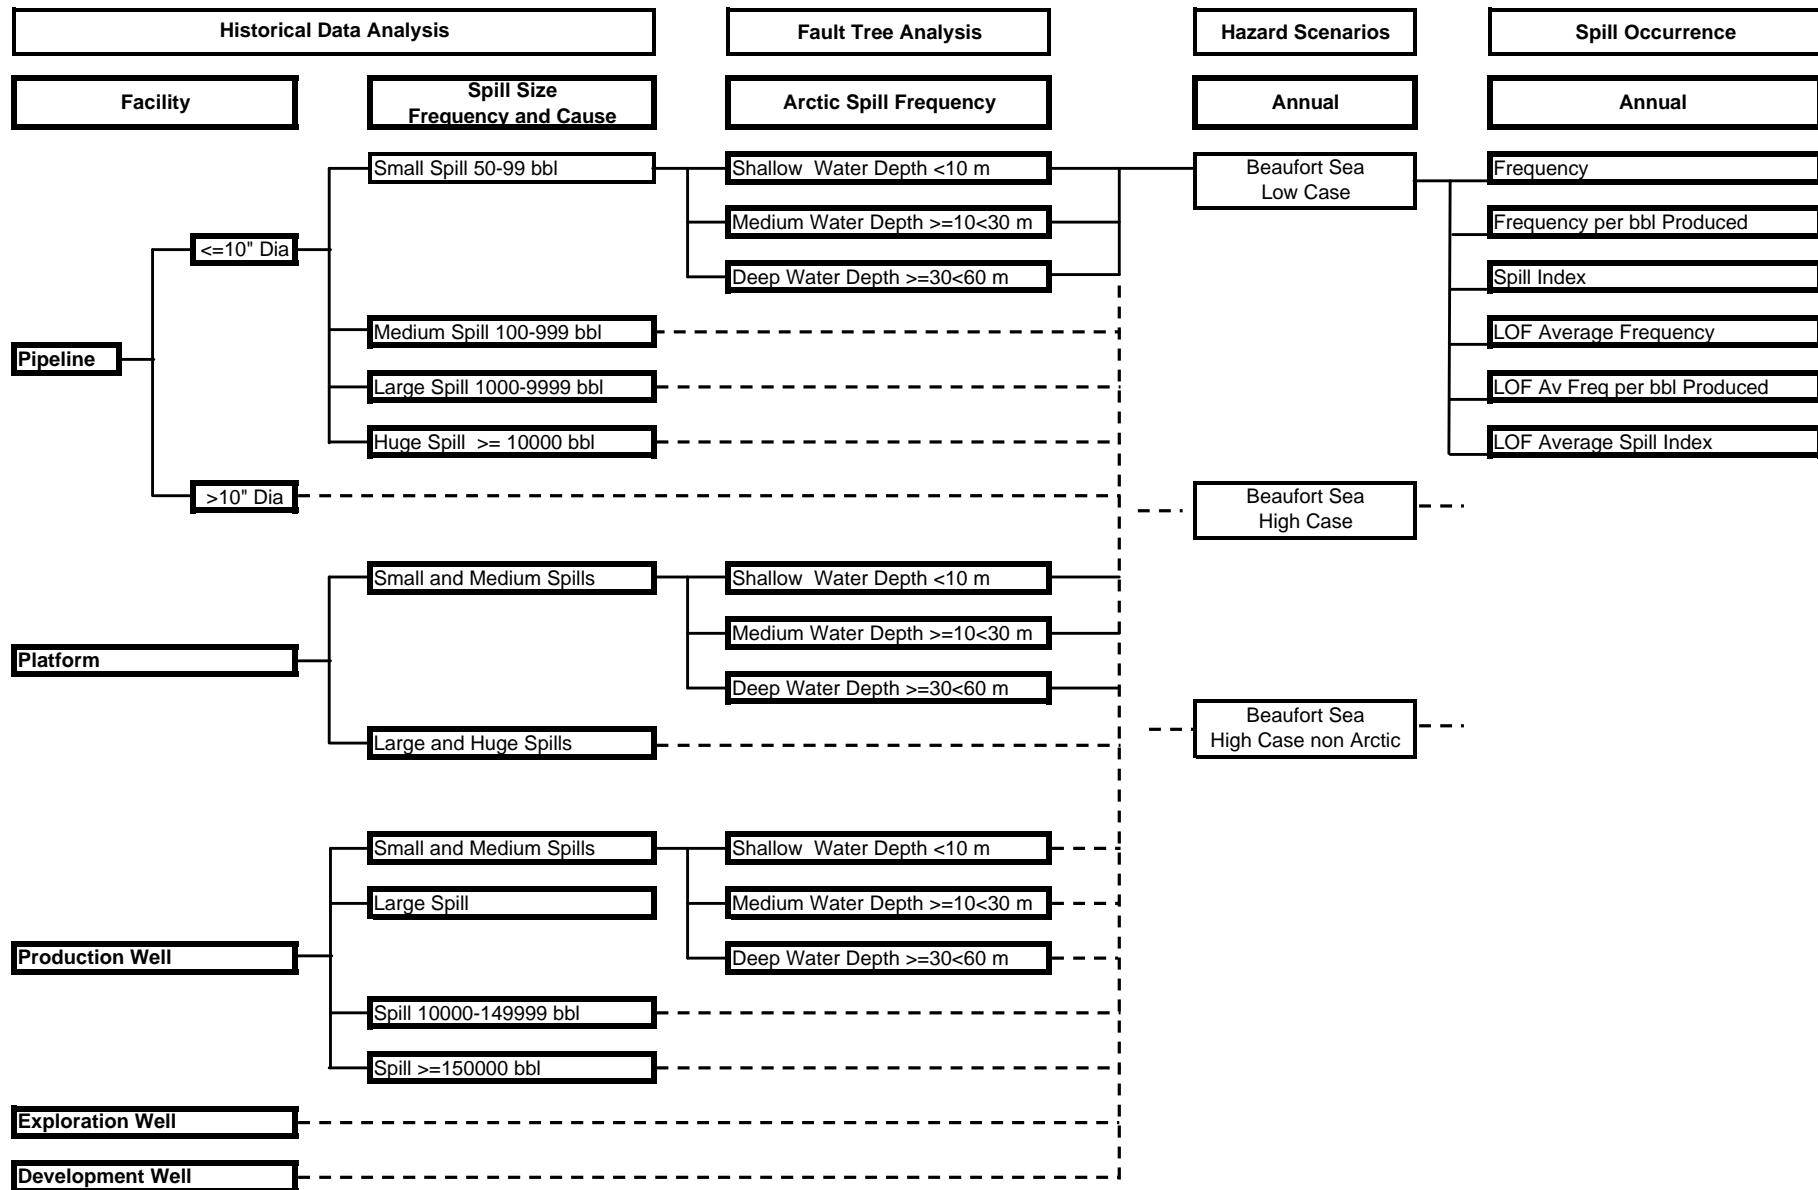 Historical Data Analysis
Fault Tree Analysis
Hazard Scenarios
Spill Occurrence
Facility
Spill Size
Frequency and Cause
Arctic Spill Frequency
Annual
Annual
Small Spill 50-99 bbl
Shallow  Water Depth <10 m
Beaufort Sea
Low Case
Frequency
Medium Water Depth >=10<30 m
Frequency per bbl Produced
<=10" Dia
Deep Water Depth >=30<60 m
Spill Index
Medium Spill 100-999 bbl
LOF Average Frequency
Pipeline
Large Spill 1000-9999 bbl
LOF Av Freq per bbl Produced
Huge Spill  >= 10000 bbl
LOF Average Spill Index
>10" Dia
Beaufort Sea
High Case
Small and Medium Spills
Shallow  Water Depth <10 m
Medium Water Depth >=10<30 m
Platform
Deep Water Depth >=30<60 m
Large and Huge Spills
Beaufort Sea
High Case non Arctic
Small and Medium Spills
Shallow  Water Depth <10 m
Large Spill
Medium Water Depth >=10<30 m
Production Well
Deep Water Depth >=30<60 m
Spill 10000-149999 bbl
Spill >=150000 bbl
Exploration Well
Development Well